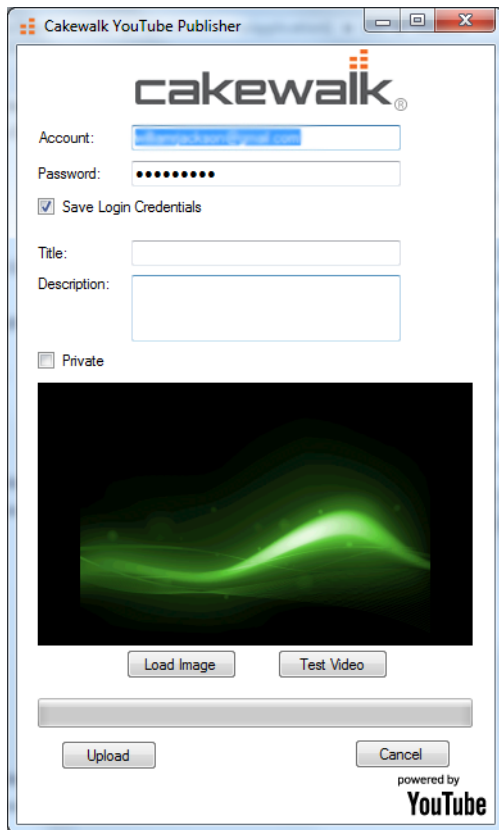 Cakewalk YouTube Publisher
cakewalk®
Account:
Password: •••••••••
Save Login Credentials
Title:
Description:
Private
Load Image Test Video
Upload Cancel
powered by
YouTube